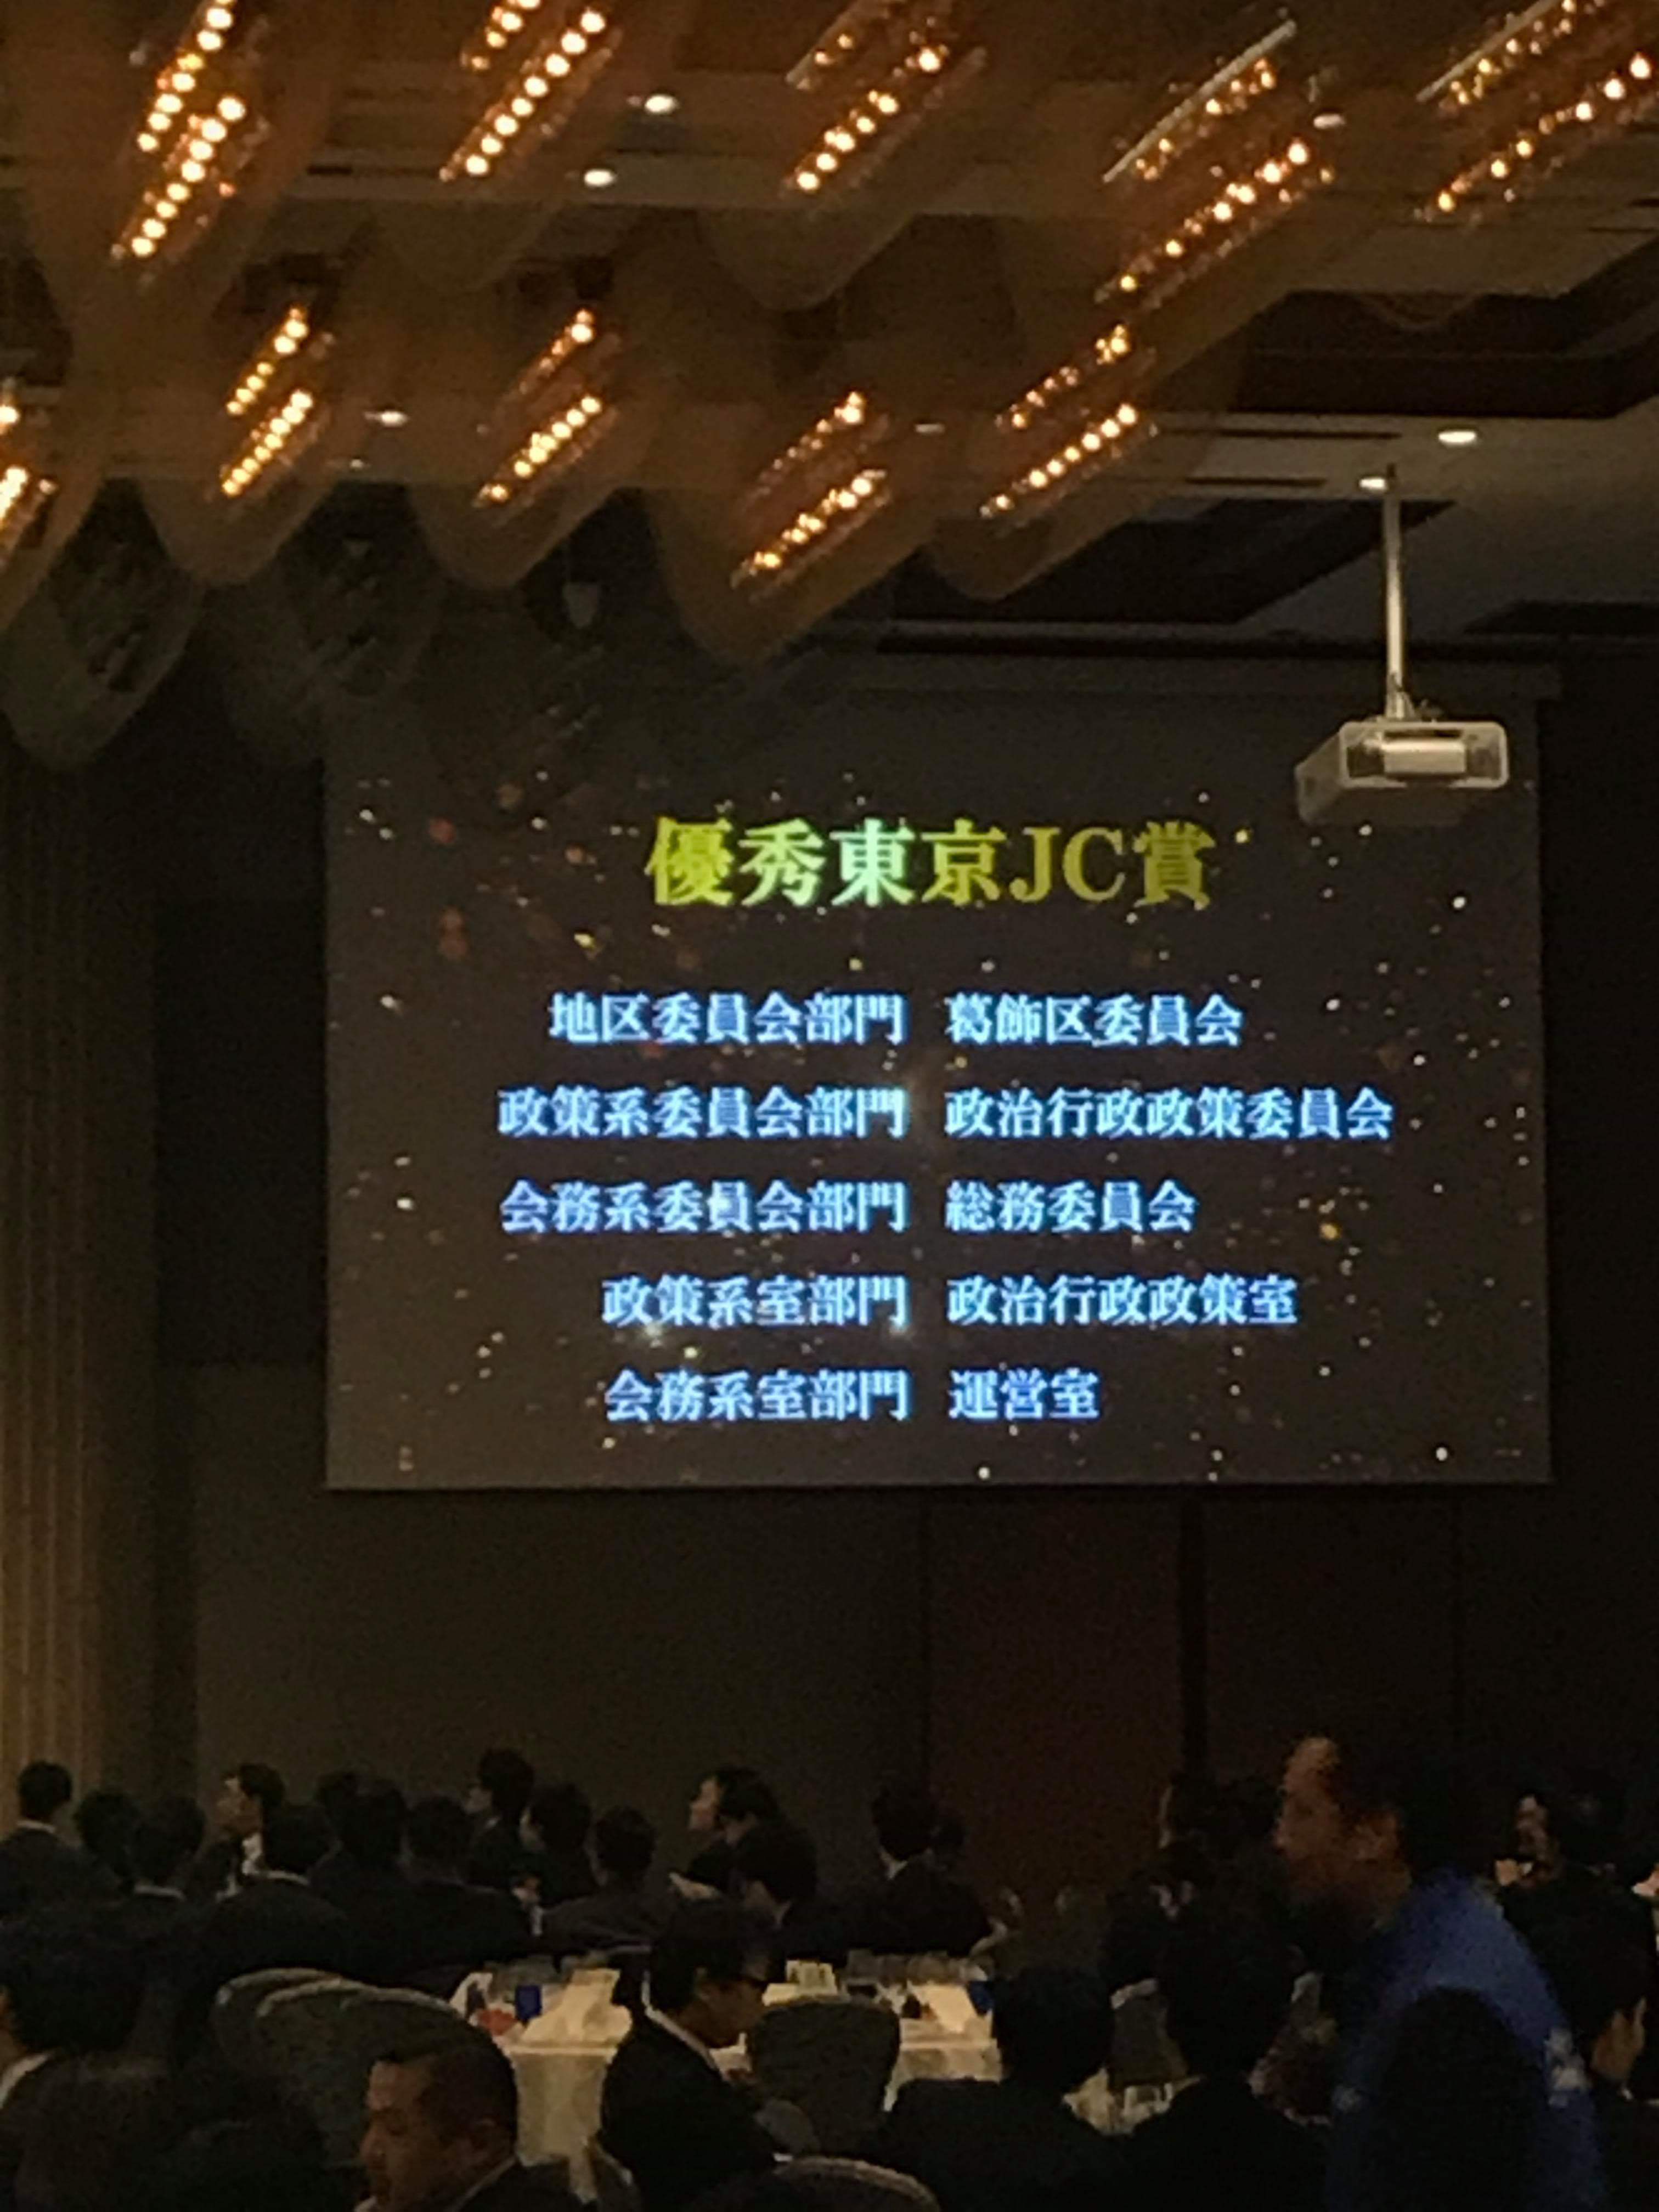 優秀東京JC賞
地区委員会部門 葛飾区委員会
政策系委員会部門 政治行政政策委員会
会務系委員会部門 総務委員会
政策系室部門 政治行政政策室
会務系室部門 運営室